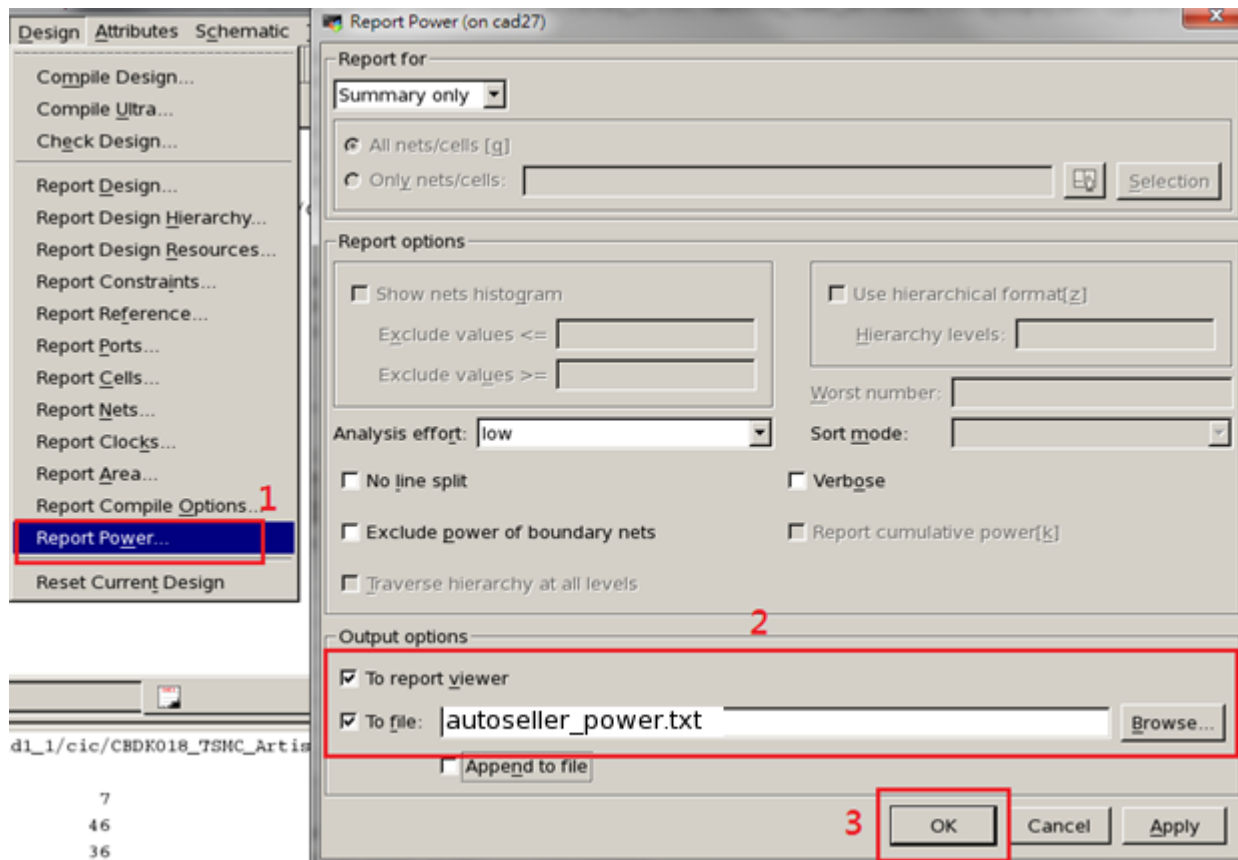 Design Attributes Schematic
Compile Design...
Compile Ultra...
Check Design...
Report Design...
Report Design Hierarchy...
Report Design Resources...
Report Constraints...
Report Reference...
Report Ports...
Report Cells...
Report Nets...
Report Clocks...
Report Area...
Report Compile Options...
1
Report Power...
Reset Current Design
d1_1/cic/CBDK018_TSMC_Artis
7
46
36
Report Power (on cad27)
Report for
Summary only
All nets/cells [g]
Only nets/cells:
Selection
Report options
Show nets histogram
Exclude values <=
Exclude values >=
Use hierarchical format[z]
Hierarchy levels:
Worst number:
Analysis effort: low
Sort mode:
No line split
Verbose
Exclude power of boundary nets
Report cumulative power[k]
Traverse hierarchy at all levels
2
Output options
To report viewer
To file: autoseller_power.txt Browse...
Append to file
3
OK Cancel Apply